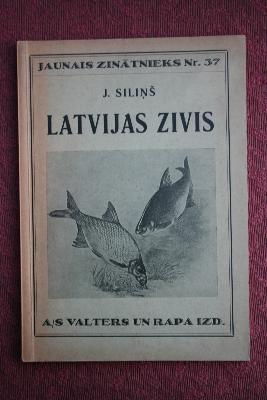 JAUNAIS ZINĀTNIEKS Nr. 37
J. SILIŅŠ
LATVIJAS ZIVIS
A/S VALTERS UN RAPA IZD.